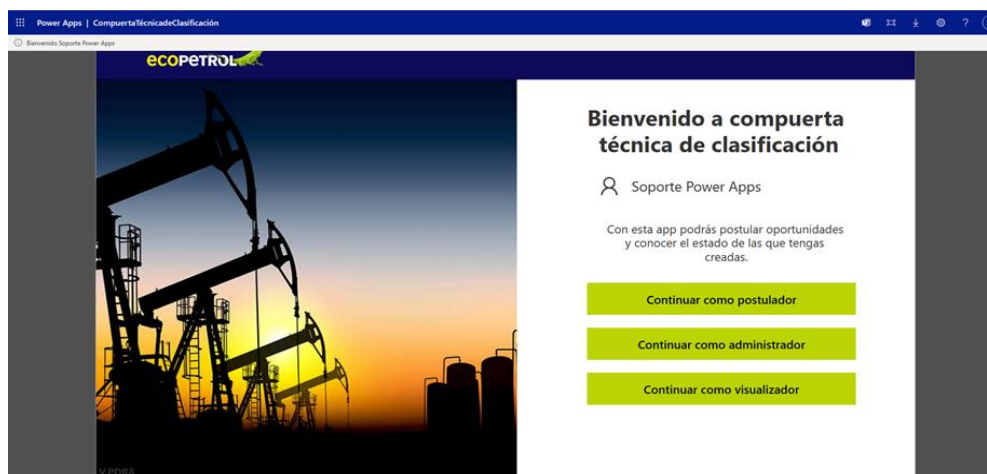 Power Apps | CompuertaTécnicadeClasificación
Bienvenido Soporte Power Apps
ecoPETROL
Bienvenido a compuerta
técnica de clasificación
Soporte Power Apps
Con esta app podrás postular oportunidades
y conocer el estado de las que tengas
creadas.
Continuar como postulador
Continuar como administrador
Continuar como visualizador